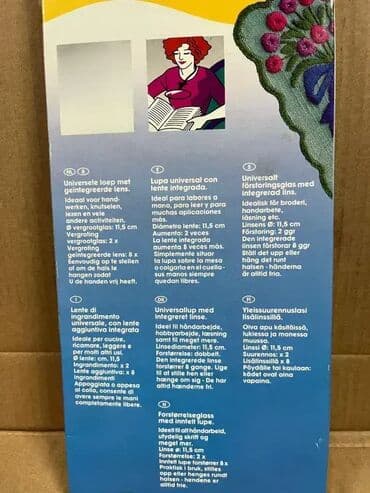 NL B
Universele loep met
geïntegreerde lens.
Ideaal voor hand-
werken, knutselen,
lezen en vele
andere activiteiten.
Ø vergrootglas: 11,5 cm
Vergroting
vergrootglas: 2 x
Vergroting
geïntegreerde lens: 8 x
Eenvoudig op te stellen
of om de hals te
hangen zodat
U de handen vrij heeft.
E
Lupa universal con
lente integrada.
Ideal para labores a
mano, para leer y para
muchas aplicaciones
más.
Diámetro lente: 11,5 cm
Aumento: 2 veces
La lente integrada
aumenta 8 veces más.
Simplemente situar
la lupa sobre la mesa
o colgarla en el cuello-
sus manos siempre
quedan libres.
S
Universalt
förstoringsglas med
integrerad lins.
Idealisk för broderi,
handarbete,
läsning etc.
Linsens Ø: 11,5 cm
Förstoring: 2 ggr
Den integrerade
linsen förstorar 8 ggr
Ställ det upp eller
häng det runt
halsen - händerna
är alltid fria.
I
Lente di
ingrandimento
universale, con lente
aggiuntiva integrata
Ideale per cucire,
ricamare, leggere e
per molti altri usi.
Ø lente: cm. 11,5
Ingrandimento: x 2
Lente aggiuntiva: x 8
ingrandimenti
Appoggiata o appesa
al collo, consente di
avere sempre le mani
completamente libere.
DK
Universallup med
integreret linse.
Ideel til håndarbejde,
hobbyarbejde, læsning
samt til meget mere.
Linsediameter: 11,5 cm
Forstørrelse: dobbelt.
Den integrerede linse
forstørrer 8 gange. Lige
til at stille hen eller
hænge om sig - De har
altid hænderne fri.
FI
Yleissuurennuslasi
lisälinssillä.
Oiva apu käsitöissä,
lukiessa ja monessa
muussa.
Linssi Ø: 11,5 cm
Suurennos: x 2
Lisälinssillä x 8
Pöydälle tai kaulaan:
kädet ovat aina
vapaina.
N
Forstørrelseglass
med inntelt lupe.
Ideell til alt håndarbeid,
utydelig skrift og
meget mer.
Linse ø: 11,5 cm
Forstørrelse: 2 x
Inntelt lupe forstørrer 8 x
Praktisk i bruk, stilles
opp eller henges rundt
halsen - hendene er
alltid frie.